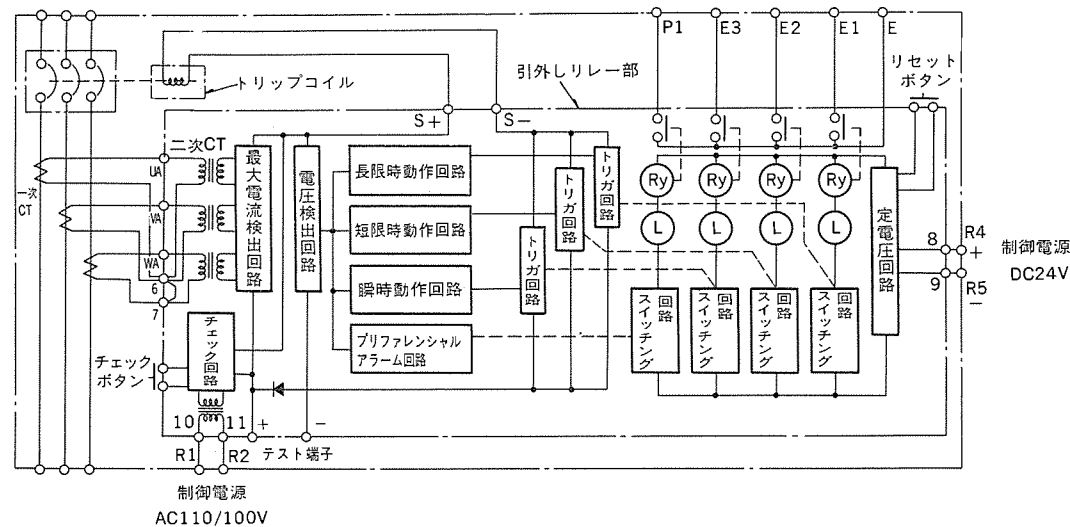 P1
E3
E2
E1
E
トリップコイル
引外しリレー部
リセット
ボタン
S+
S−
二次CT
一次
CT
UA
VA
WA
6
7
最大電流検出回路
電圧検出回路
長限時動作回路
短限時動作回路
瞬時動作回路
プリファレンシャル
アラーム回路
トリガ回路
トリガ回路
トリガ回路
Ry
Ry
Ry
Ry
L
L
L
L
スイッチング
回路
スイッチング
回路
スイッチング
回路
スイッチング
回路
定電圧回路
8
R4
+
9
R5
−
制御電源
DC24V
チェック
ボタン
チェック回路
10
11
+
−
R1
R2
テスト端子
制御電源
AC110/100V